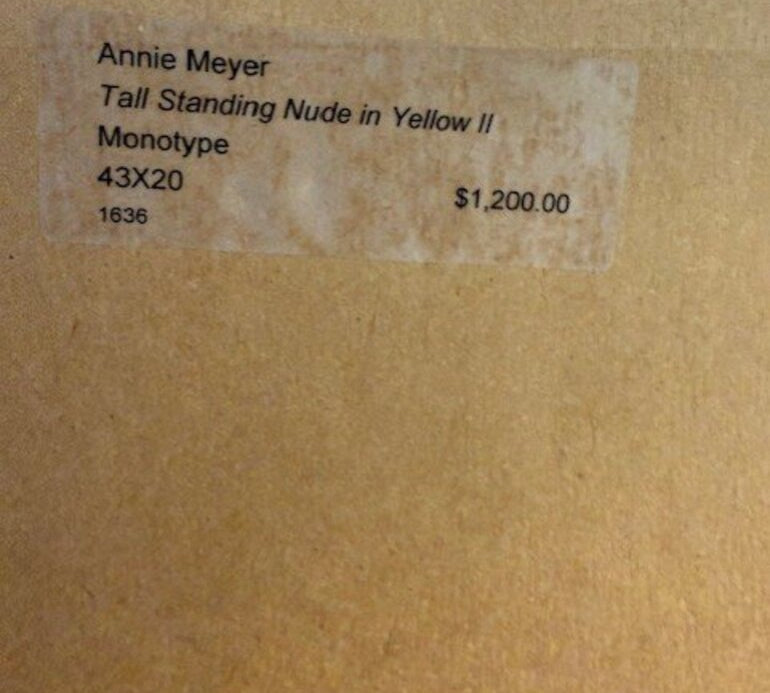 Annie Meyer
Tall Standing Nude in Yellow II
Monotype
43X20
$1,200.00
1636